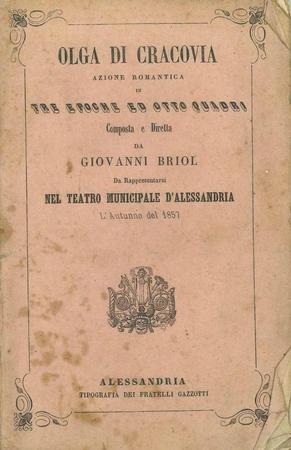 OLGA DI CRACOVIA
AZIONE ROMANTICA
IN
TRE EPOCHE ED OTTO QUADRI
Composta e Diretta
DA
GIOVANNI BRIOL
Da Rappresentarsi
NEL TEATRO MUNICIPALE D'ALESSANDRIA
L'Autunno del 1857
ALESSANDRIA
TIPOGRAFIA DEI FRATELLI GAZZOTTI